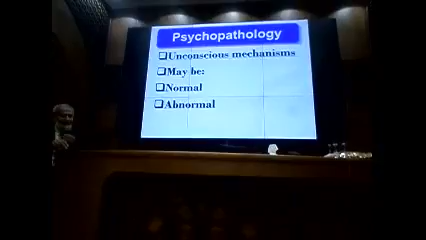 Psychopathology
❑Unconscious mechanisms
❑May be:
❑Normal
❑Abnormal